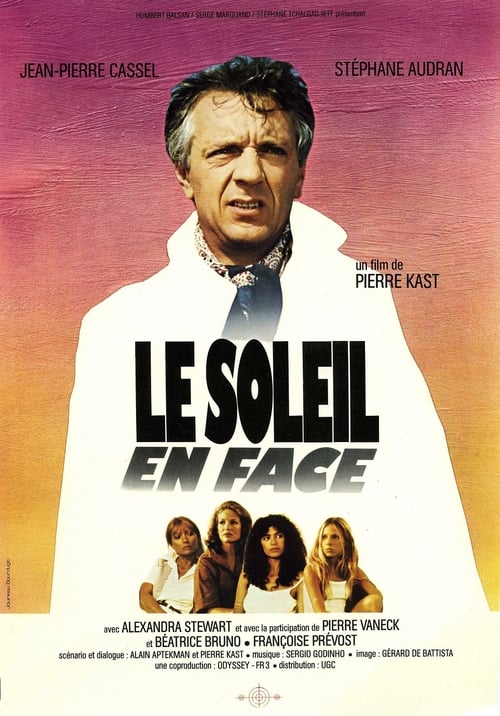 HUMBERT BALSAN / SERGE MARQUAND / STÉPHANE TCHALGADJIEFF présentent
JEAN-PIERRE CASSEL
STÉPHANE AUDRAN
un film de
PIERRE KAST
LE SOLEIL
EN FACE
avec ALEXANDRA STEWART et avec la participation de PIERRE VANECK
et BÉATRICE BRUNO • FRANÇOISE PRÉVOST
scénario et dialogue : ALAIN APTEKMAN et PIERRE KAST • musique : SERGIO GODINHO • image : GÉRARD DE BATTISTA
une coproduction : ODYSSEY - FR3 • distribution : UGC